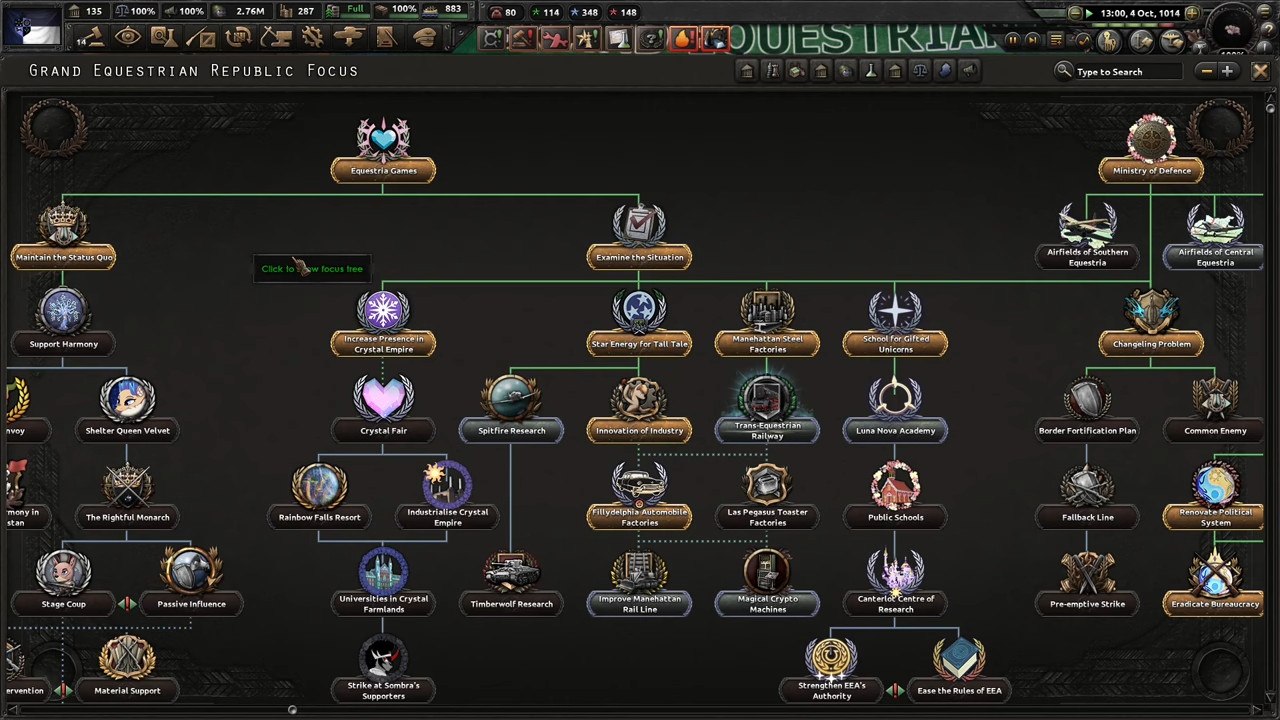 135
100%
100%
2.76M
287
Full
100%
883
80
114
348
148
13:00, 4 Oct, 1014
14
EQUESTRIAN
GRAND EQUESTRIAN REPUBLIC FOCUS
Type to Search
Equestria Games
Ministry of Defence
Maintain the Status Quo
Examine the Situation
Airfields of Southern
Equestria
Airfields of Central
Equestria
Click to show focus tree
Support Harmony
Increase Presence in
Crystal Empire
Star Energy for Tall Tale
Manehattan Steel
Factories
School for Gifted
Unicorns
Changeling Problem
nvoy
Shelter Queen Velvet
Crystal Fair
Spitfire Research
Innovation of Industry
Trans-Equestrian
Railway
Luna Nova Academy
Border Fortification Plan
Common Enemy
rmony in
stan
The Rightful Monarch
Rainbow Falls Resort
Industrialise Crystal
Empire
Fillydelphia Automobile
Factories
Las Pegasus Toaster
Factories
Public Schools
Fallback Line
Renovate Political
System
Stage Coup
Passive Influence
Universities in Crystal
Farmlands
Timberwolf Research
Improve Manehattan
Rail Line
Magical Crypto
Machines
Canterlot Centre of
Research
Pre-emptive Strike
Eradicate Bureaucracy
ervention
Material Support
Strike at Sombra's
Supporters
Strengthen EEA's
Authority
Ease the Rules of EEA